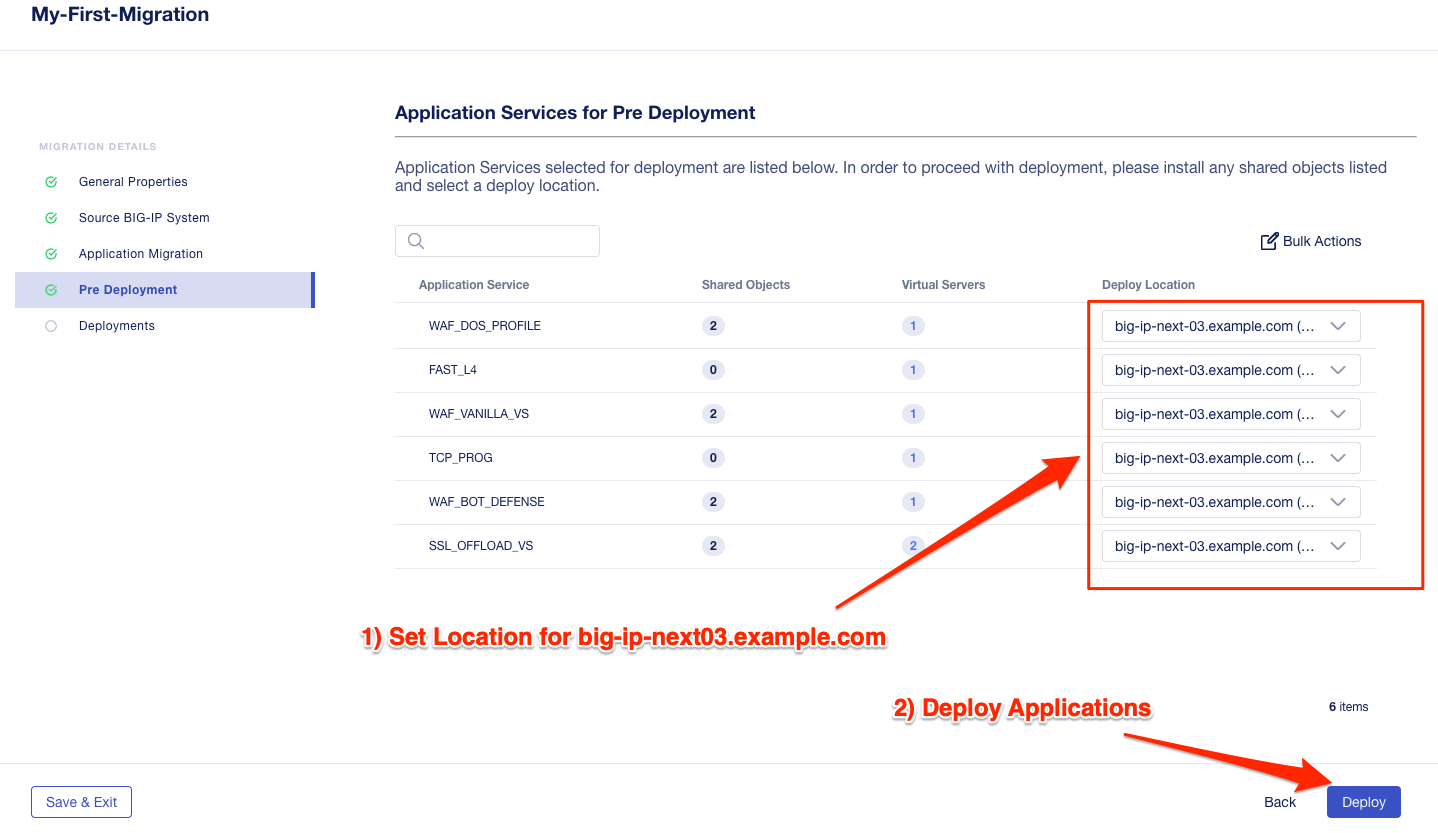 My-First-Migration
MIGRATION DETAILS
General Properties
Source BIG-IP System
Application Migration
Pre Deployment
Deployments
Application Services for Pre Deployment
Application Services selected for deployment are listed below. In order to proceed with deployment, please install any shared objects listed
and select a deploy location.
Bulk Actions
Application Service Shared Objects Virtual Servers Deploy Location
WAF_DOS_PROFILE 2 1 big-ip-next-03.example.com (...
FAST_L4 0 1 big-ip-next-03.example.com (...
WAF_VANILLA_VS 2 1 big-ip-next-03.example.com (...
TCP_PROG 0 1 big-ip-next-03.example.com (...
WAF_BOT_DEFENSE 2 1 big-ip-next-03.example.com (...
SSL_OFFLOAD_VS 2 2 big-ip-next-03.example.com (...
1) Set Location for big-ip-next03.example.com
2) Deploy Applications
6 items
Save & Exit Back Deploy